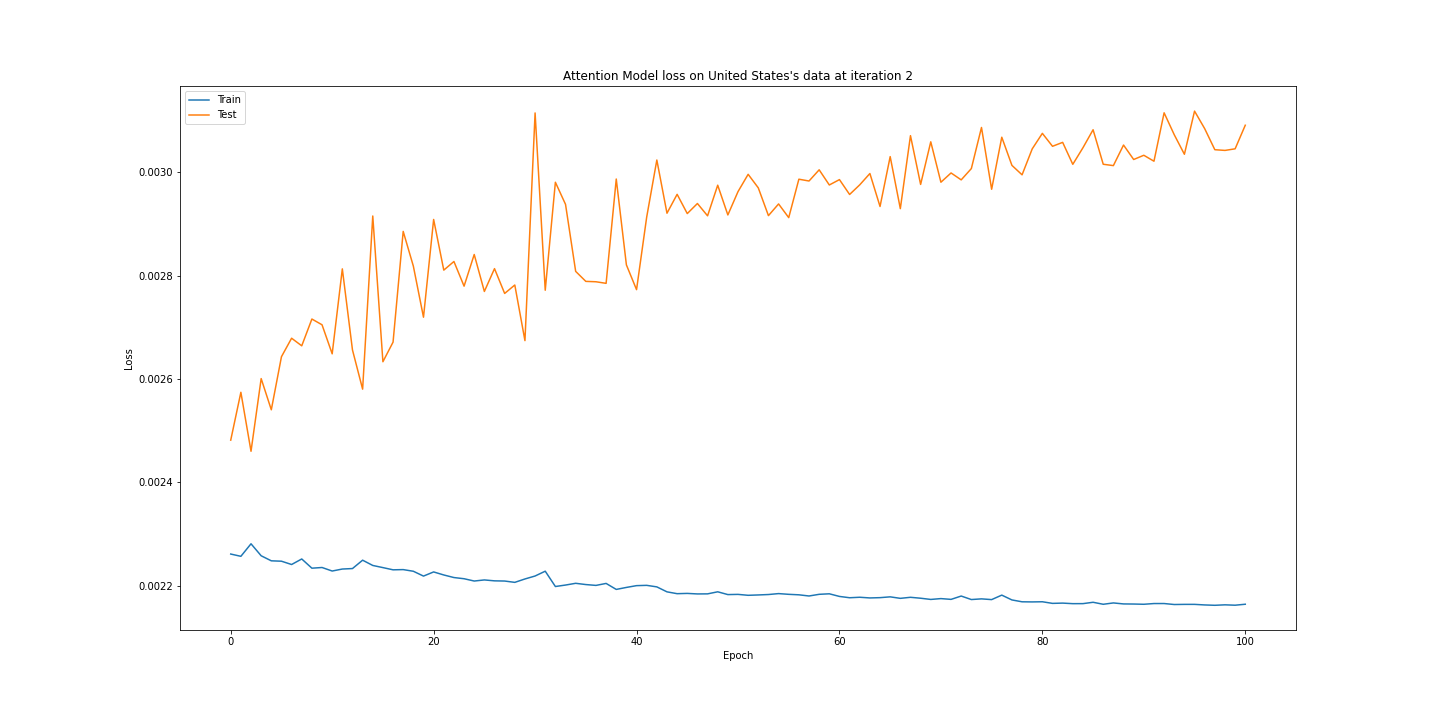 Attention Model loss on United States's data at iteration 2
Train
Test
0.0030
0.0028
0.0026
0.0024
0.0022
Loss
0 20 40 60 80 100
Epoch